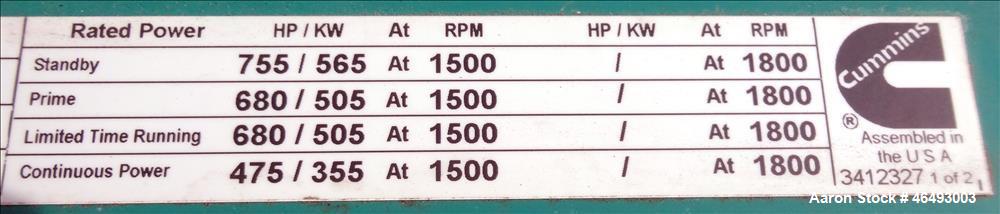 Rated Power HP / KW At RPM HP / KW At RPM
Standby 755 / 565 At 1500 / At 1800
Prime 680 / 505 At 1500 / At 1800
Limited Time Running 680 / 505 At 1500 / At 1800
Continuous Power 475 / 355 At 1500 / At 1800
Cummins
®
Assembled in
the U S A
3412327 1 of 2
Aaron Stock # 46493003